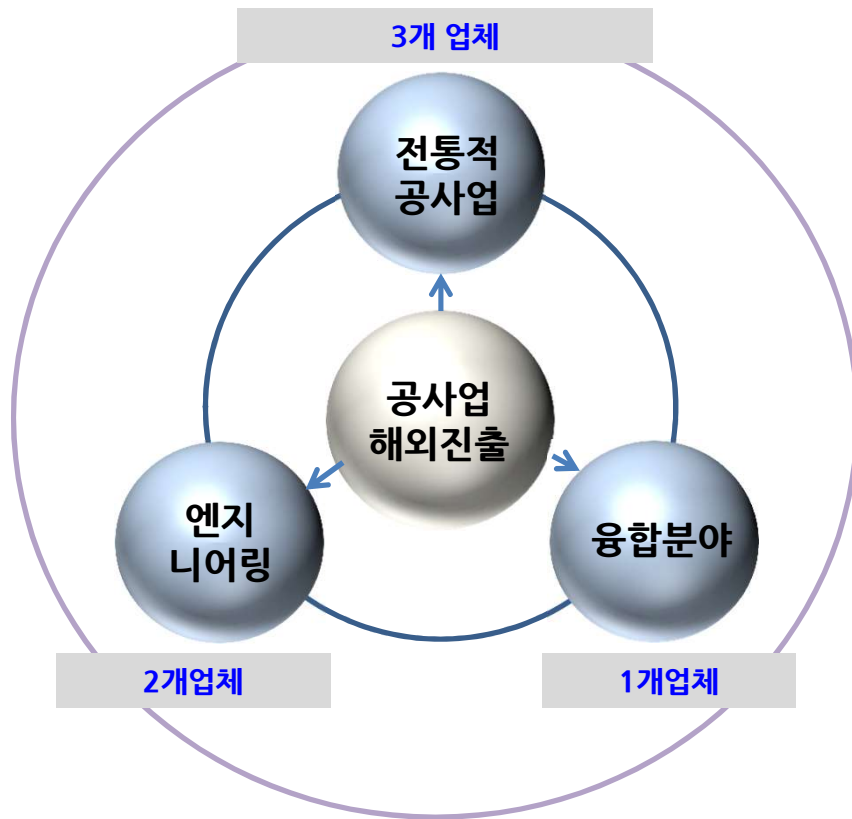 3개 업체
전통적
공사업
공사업
해외진출
엔지
니어링
융합분야
2개업체
1개업체